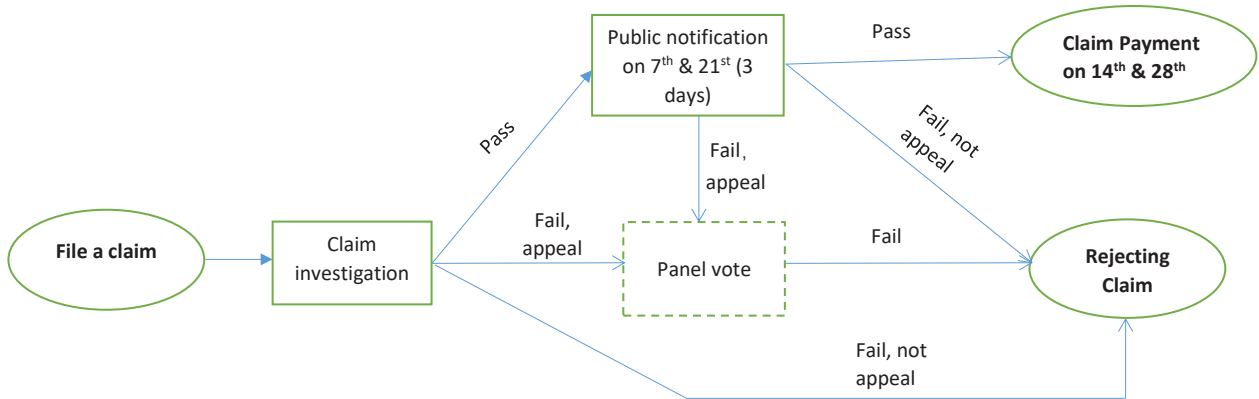 Public notification
on 7th & 21st (3
days)
Pass
Claim Payment
on 14th & 28th
Pass
Fail,
appeal
Fail, not
appeal
File a claim
Claim
investigation
Fail,
appeal
Panel vote
Fail
Rejecting
Claim
Fail, not
appeal